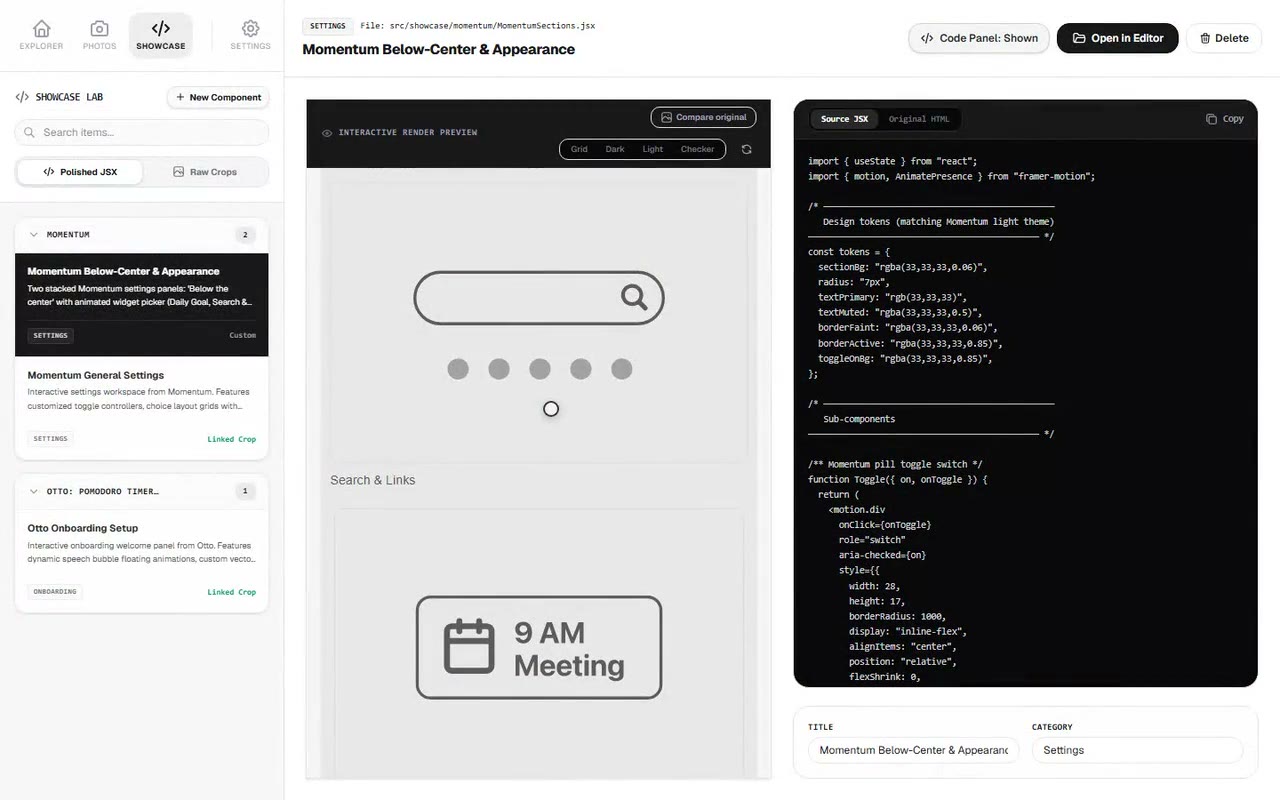 EXPLORER
PHOTOS
SHOWCASE
SETTINGS
SHOWCASE LAB
New Component
Search items...
Polished JSX
Raw Crops
MOMENTUM
2
Momentum Below-Center & Appearance
Two stacked Momentum settings panels: 'Below the
center' with animated widget picker (Daily Goal, Search &...
SETTINGS
Custom
Momentum General Settings
Interactive settings workspace from Momentum. Features
customized toggle controllers, choice layout grids with...
SETTINGS
Linked Crop
OTTO: POMODORO TIMER…
1
Otto Onboarding Setup
Interactive onboarding welcome panel from Otto. Features
dynamic speech bubble floating animations, custom vecto...
ONBOARDING
Linked Crop
SETTINGS File: src/showcase/momentum/MomentumSections.jsx
Momentum Below-Center & Appearance
Code Panel: Shown
Open in Editor
Delete
INTERACTIVE RENDER PREVIEW
Compare original
Grid
Dark
Light
Checker
Search & Links
9 AM
Meeting
Source JSX
Original HTML
Copy
import { useState } from "react";
import { motion, AnimatePresence } from "framer-motion";
/* ────────────────────────────────
Design tokens (matching Momentum light theme)
──────────────────────────────── */
const tokens = {
sectionBg: "rgba(33,33,33,0.06)",
radius: "7px",
textPrimary: "rgb(33,33,33)",
textMuted: "rgba(33,33,33,0.5)",
borderFaint: "rgba(33,33,33,0.06)",
borderActive: "rgba(33,33,33,0.85)",
toggleOnBg: "rgba(33,33,33,0.85)",
};
/* ────────────────────────────────
Sub-components
──────────────────────────────── */
/** Momentum pill toggle switch */
function Toggle({ on, onToggle }) {
return (
<motion.div
onClick={onToggle}
role="switch"
aria-checked={on}
style={{
width: 28,
height: 17,
borderRadius: 1000,
display: "inline-flex",
alignItems: "center",
position: "relative",
flexShrink: 0,
TITLE
Momentum Below-Center & Appearanc
CATEGORY
Settings